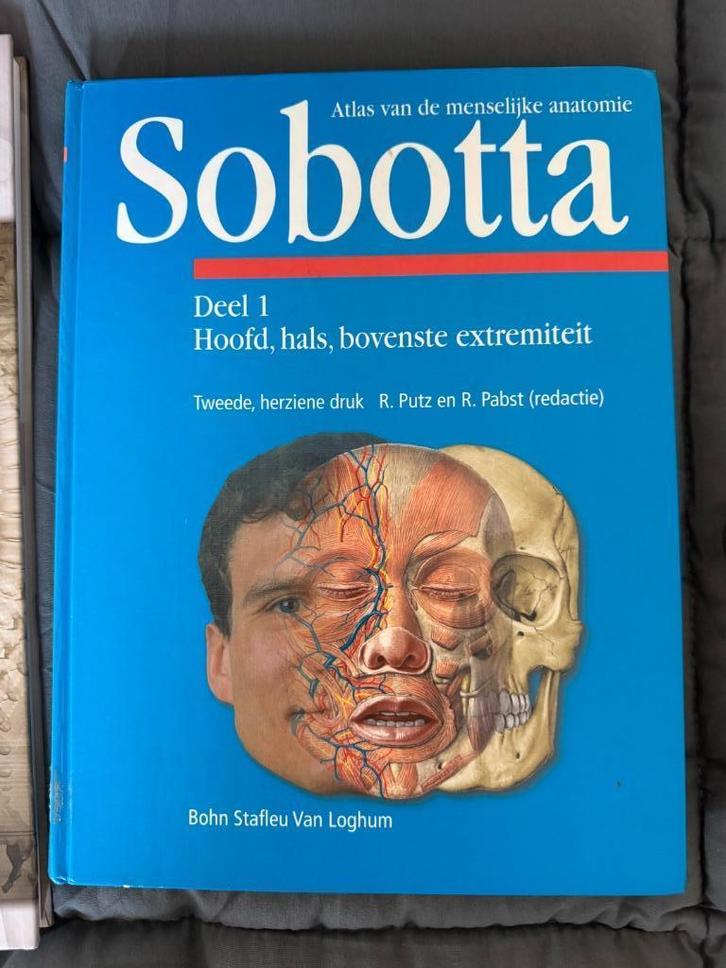 Atlas van de menselijke anatomie
Sobotta
Deel 1
Hoofd, hals, bovenste extremiteit
Tweede, herziene druk R. Putz en R. Pabst (redactie)
Bohn Stafleu Van Loghum